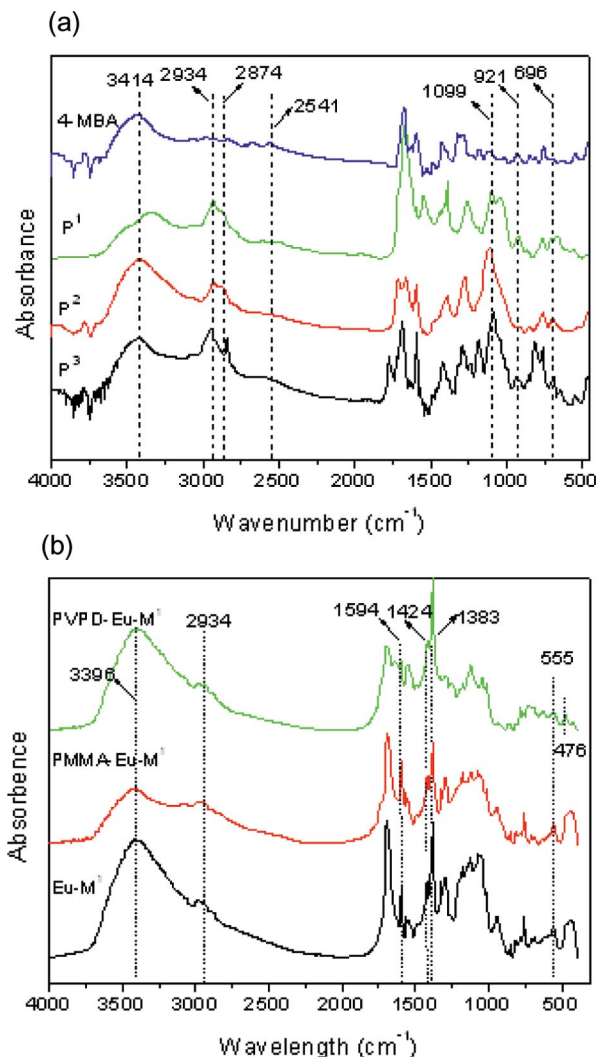 (a)
3414
2934
2874
2541
1099
921
696
4-MBA
P1
P2
P3
Absorbance
4000 3500 3000 2500 2000 1500 1000 500
Wavenumber (cm-1)
(b)
PVPD-Eu-M1
2934
1594 1424
1383
555
3396
476
PMMA-Eu-M1
Eu-M1
Absorbence
4000 3500 3000 2500 2000 1500 1000 500
Wavelength (cm-1)